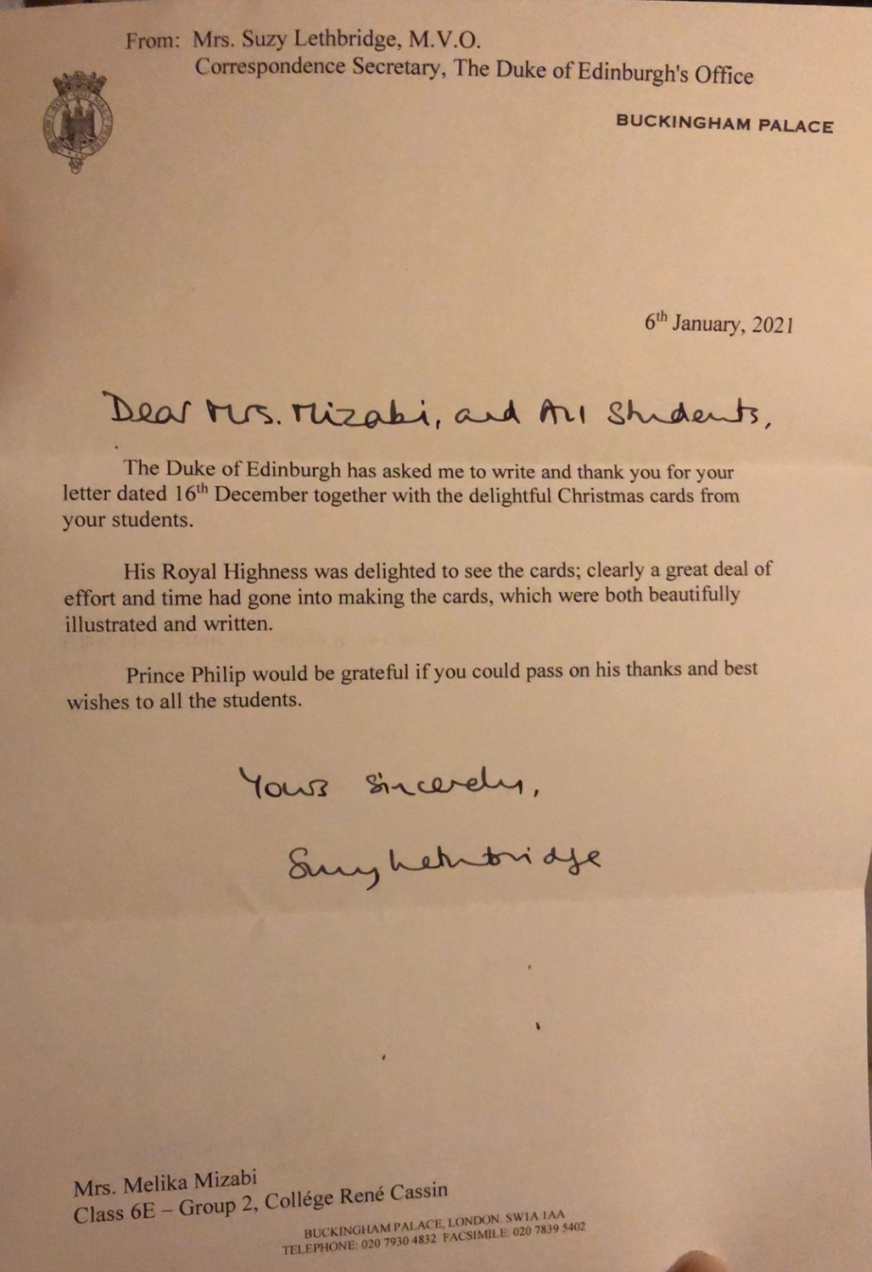 From: Mrs. Suzy Lethbridge, M.V.O.
Correspondence Secretary, The Duke of Edinburgh's Office
BUCKINGHAM PALACE
6th January, 2021
Dear Mrs. Mizabi, and All Students,
The Duke of Edinburgh has asked me to write and thank you for your
letter dated 16th December together with the delightful Christmas cards from
your students.
His Royal Highness was delighted to see the cards; clearly a great deal of
effort and time had gone into making the cards, which were both beautifully
illustrated and written.
Prince Philip would be grateful if you could pass on his thanks and best
wishes to all the students.
Yours sincerely,
Suzy Lethbridge
Mrs. Melika Mizabi
Class 6E – Group 2, Collége René Cassin
BUCKINGHAM PALACE, LONDON. SW1A 1AA
TELEPHONE: 020 7930 4832 FACSIMILE: 020 7839 5402